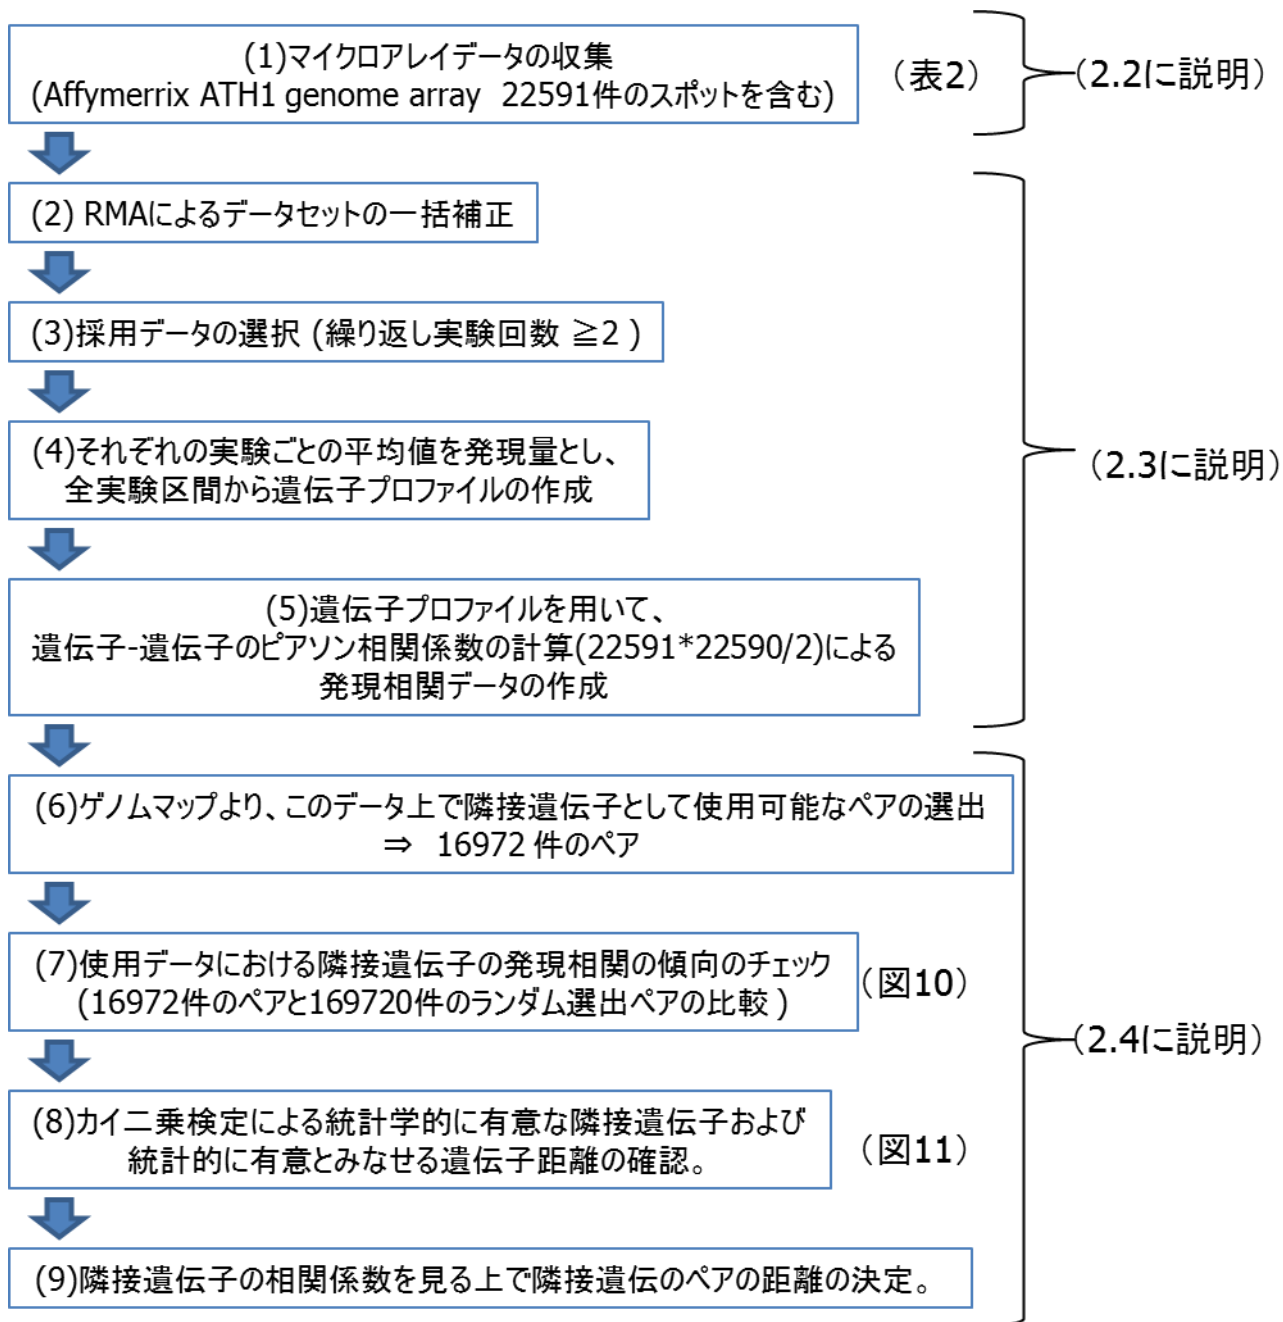 (1)マイクロアレイデータの収集
(Affymerrix ATH1 genome array 22591件のスポットを含む)
(表2)
(2.2に説明)
(2) RMAによるデータセットの一括補正
(3)採用データの選択 (繰り返し実験回数 ≧2 )
(4)それぞれの実験ごとの平均値を発現量とし、
全実験区間から遺伝子プロファイルの作成
(2.3に説明)
(5)遺伝子プロファイルを用いて、
遺伝子-遺伝子のピアソン相関係数の計算(22591*22590/2)による
発現相関データの作成
(6)ゲノムマップより、このデータ上で隣接遺伝子として使用可能なペアの選出
⇒ 16972 件のペア
(7)使用データにおける隣接遺伝子の発現相関の傾向のチェック
(16972件のペアと169720件のランダム選出ペアの比較 )
(図10)
(2.4に説明)
(8)カイ二乗検定による統計学的に有意な隣接遺伝子および
統計的に有意とみなせる遺伝子距離の確認。
(図11)
(9)隣接遺伝子の相関係数を見る上で隣接遺伝のペアの距離の決定。